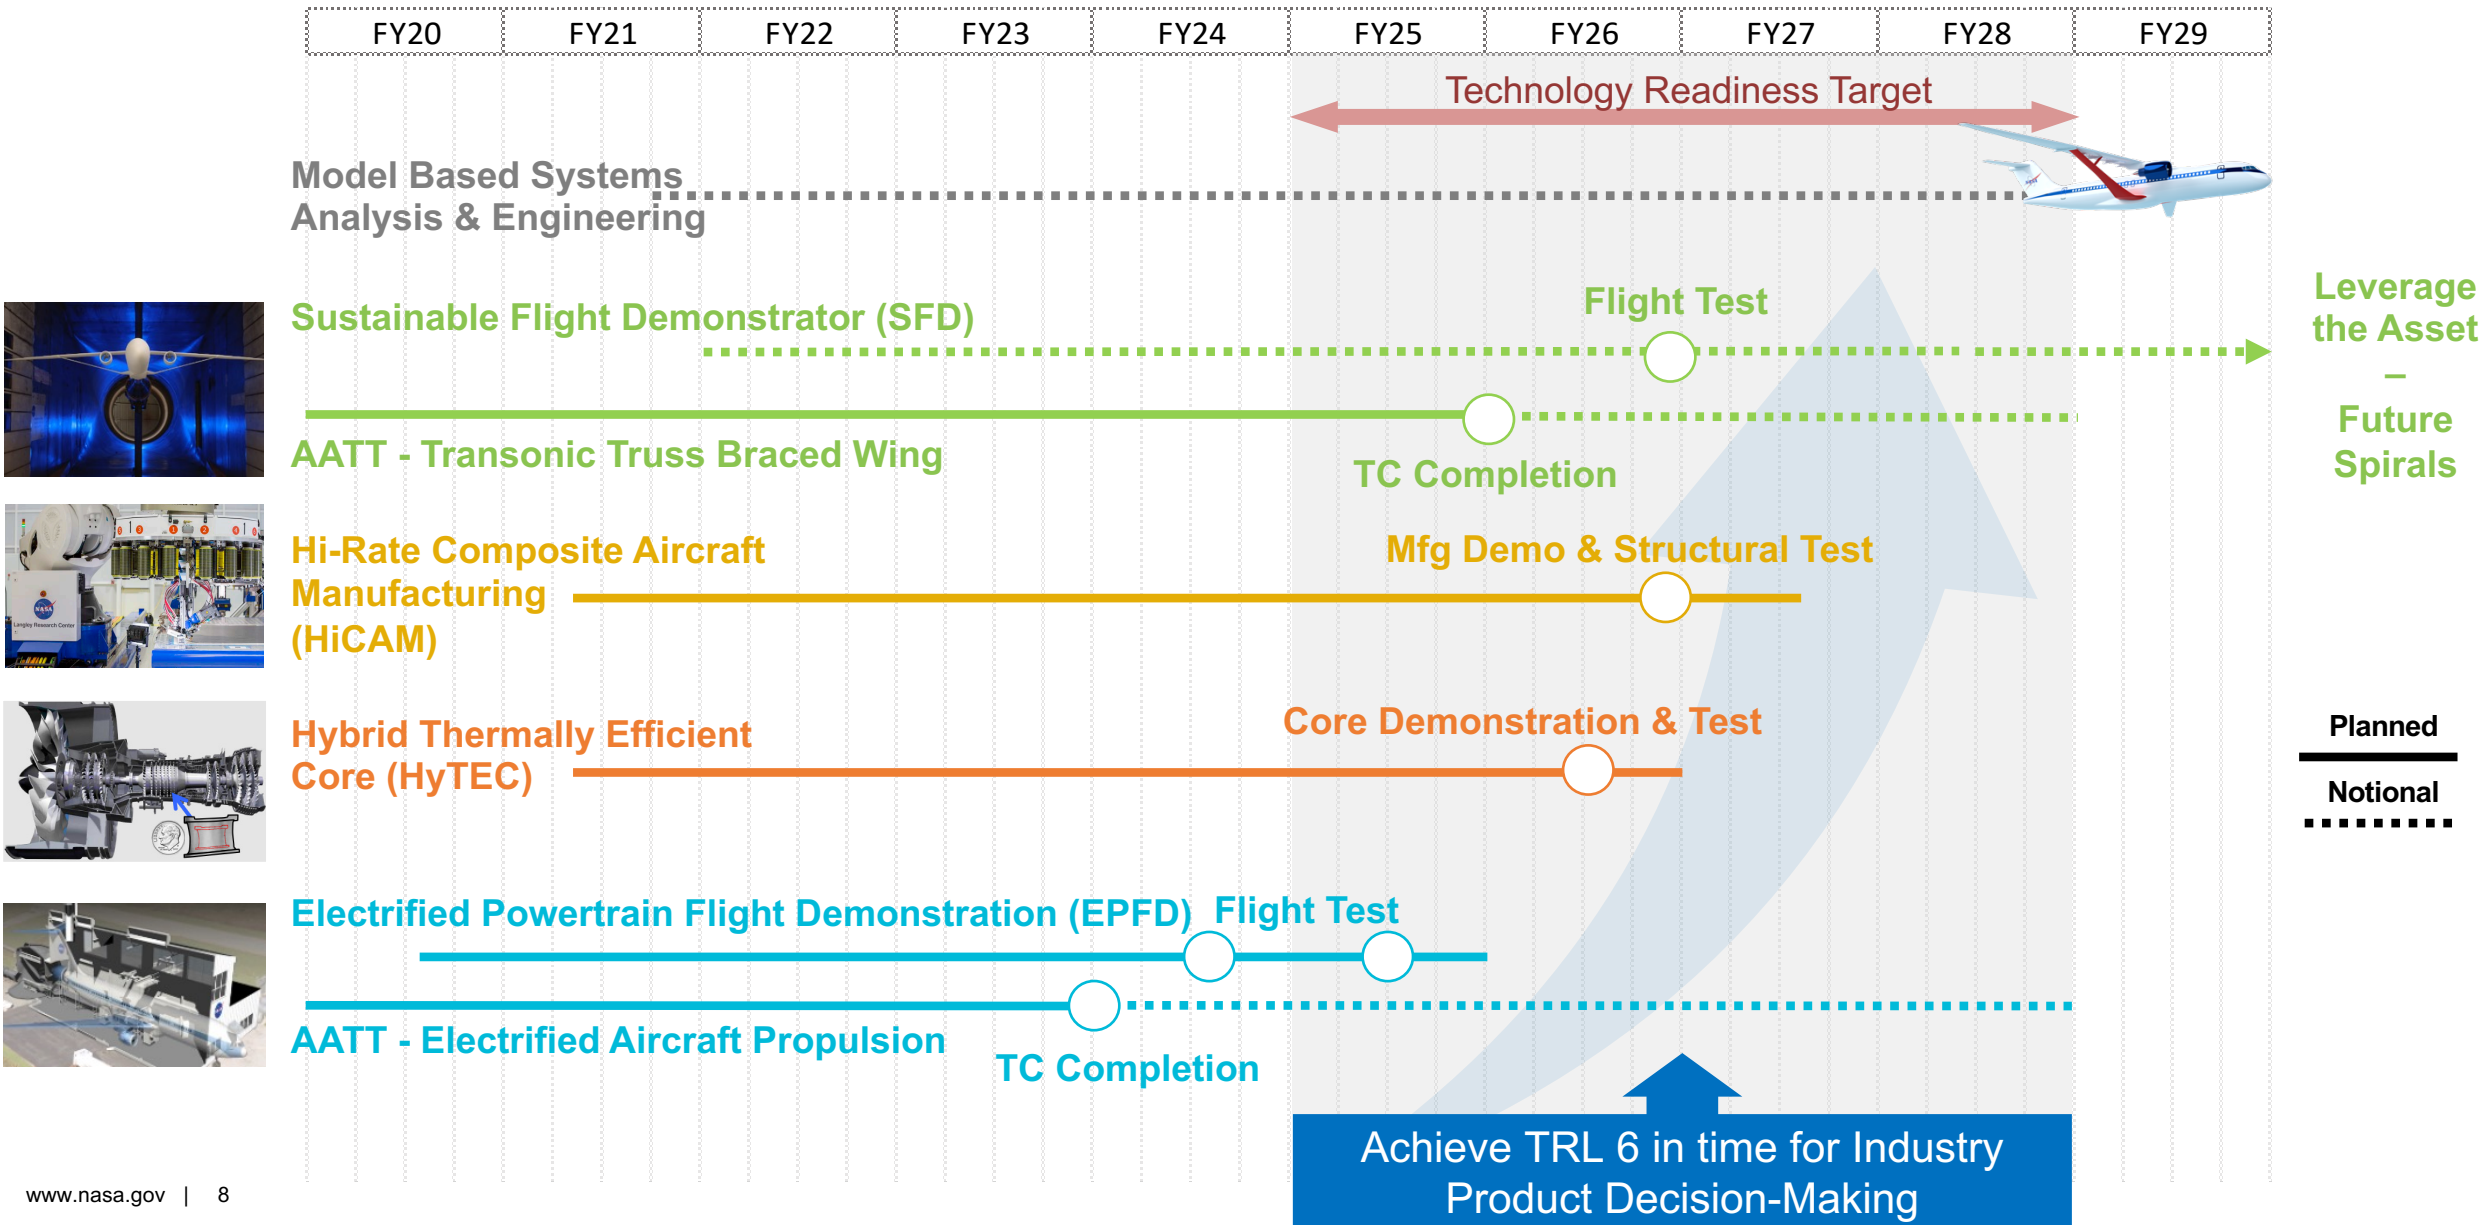 FY20 FY21 FY22 FY23 FY24 FY25 FY26 FY27 FY28 FY29
Technology Readiness Target
Model Based Systems
Analysis & Engineering
Sustainable Flight Demonstrator (SFD)
Flight Test
Leverage
the Asset
–
Future
Spirals
AATT - Transonic Truss Braced Wing
TC Completion
Hi-Rate Composite Aircraft
Manufacturing
(HiCAM)
Mfg Demo & Structural Test
NASA
Langley Research Center
Hybrid Thermally Efficient
Core (HyTEC)
Core Demonstration & Test
Planned
Notional
Electrified Powertrain Flight Demonstration (EPFD)
Flight Test
AATT - Electrified Aircraft Propulsion
TC Completion
Achieve TRL 6 in time for Industry
Product Decision-Making
www.nasa.gov | 8